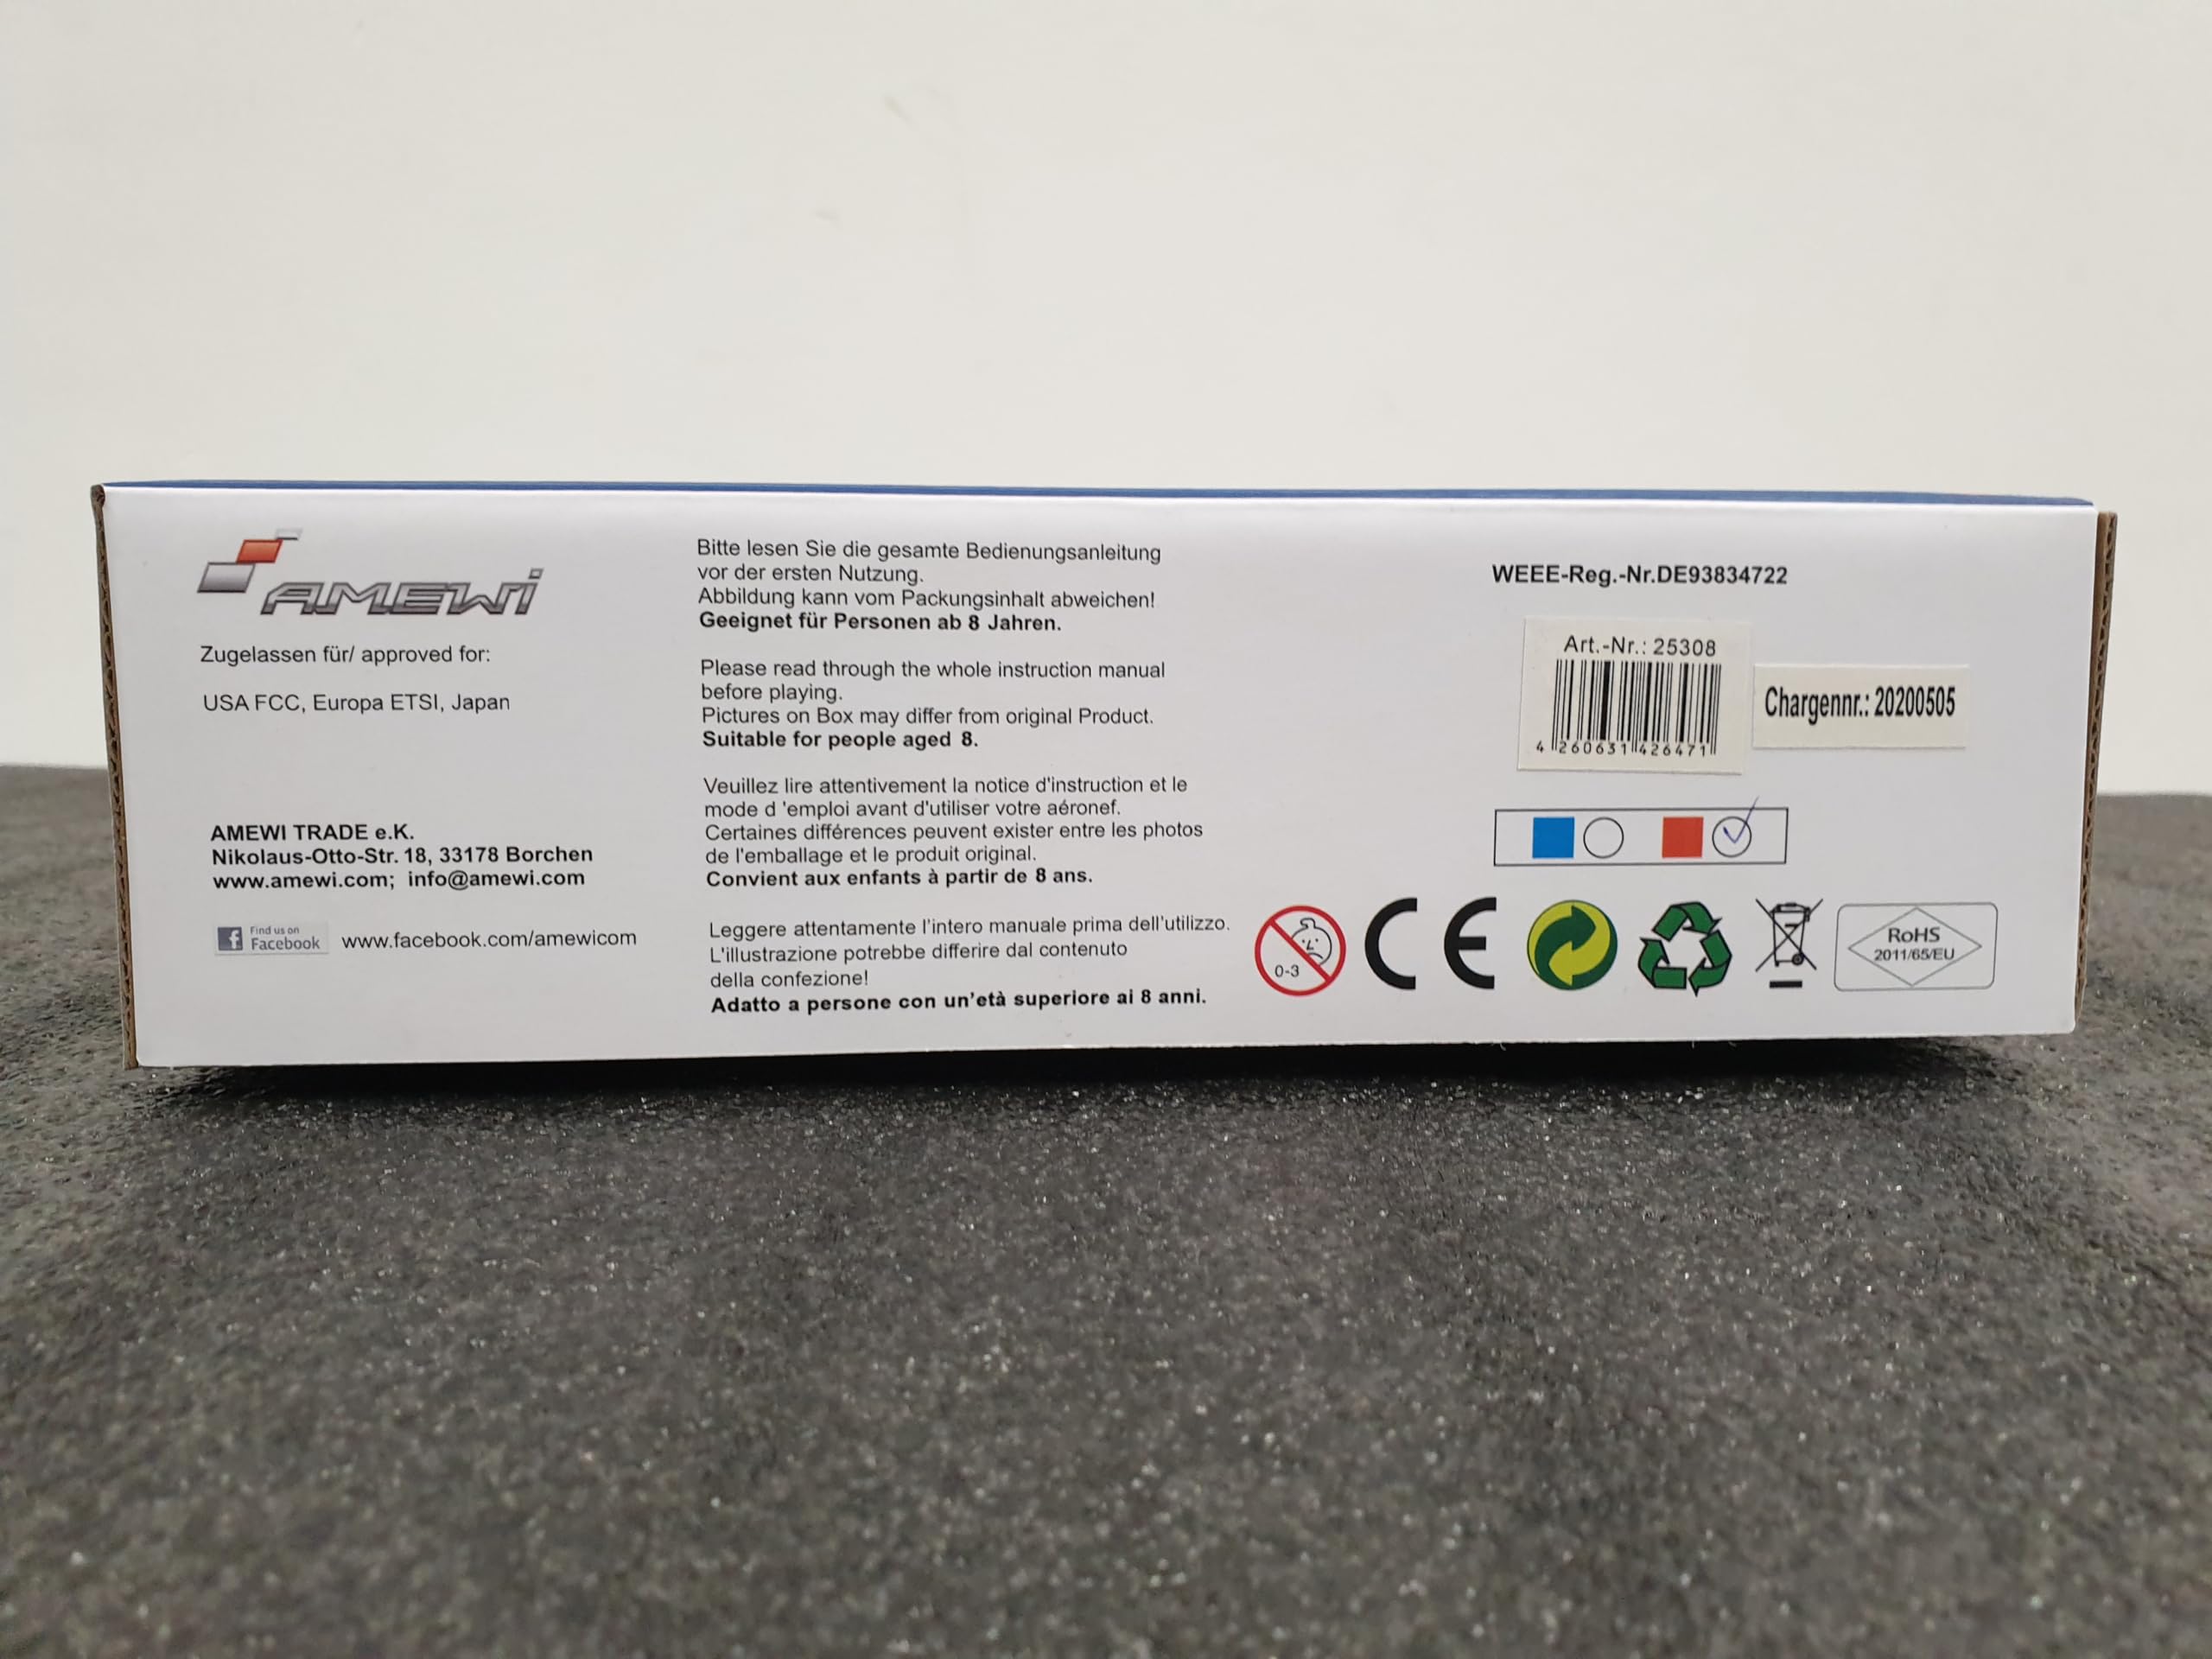 AMEWI
Zugelassen für/ approved for:
USA FCC, Europa ETSI, Japan
AMEWI TRADE e.K.
Nikolaus-Otto-Str. 18, 33178 Borchen
www.amewi.com; info@amewi.com
Find us on
Facebook
www.facebook.com/amewicom
Bitte lesen Sie die gesamte Bedienungsanleitung
vor der ersten Nutzung.
Abbildung kann vom Packungsinhalt abweichen!
Geeignet für Personen ab 8 Jahren.
Please read through the whole instruction manual
before playing.
Pictures on Box may differ from original Product.
Suitable for people aged 8.
Veuillez lire attentivement la notice d'instruction et le
mode d 'emploi avant d'utiliser votre aéronef.
Certaines différences peuvent exister entre les photos
de l'emballage et le produit original.
Convient aux enfants à partir de 8 ans.
Leggere attentamente l'intero manuale prima dell'utilizzo.
L'illustrazione potrebbe differire dal contenuto
della confezione!
Adatto a persone con un'età superiore ai 8 anni.
WEEE-Reg.-Nr.DE93834722
Art.-Nr.: 25308
4 260631 426471
Chargennr.: 20200505
0-3
CE
RoHS
2011/65/EU